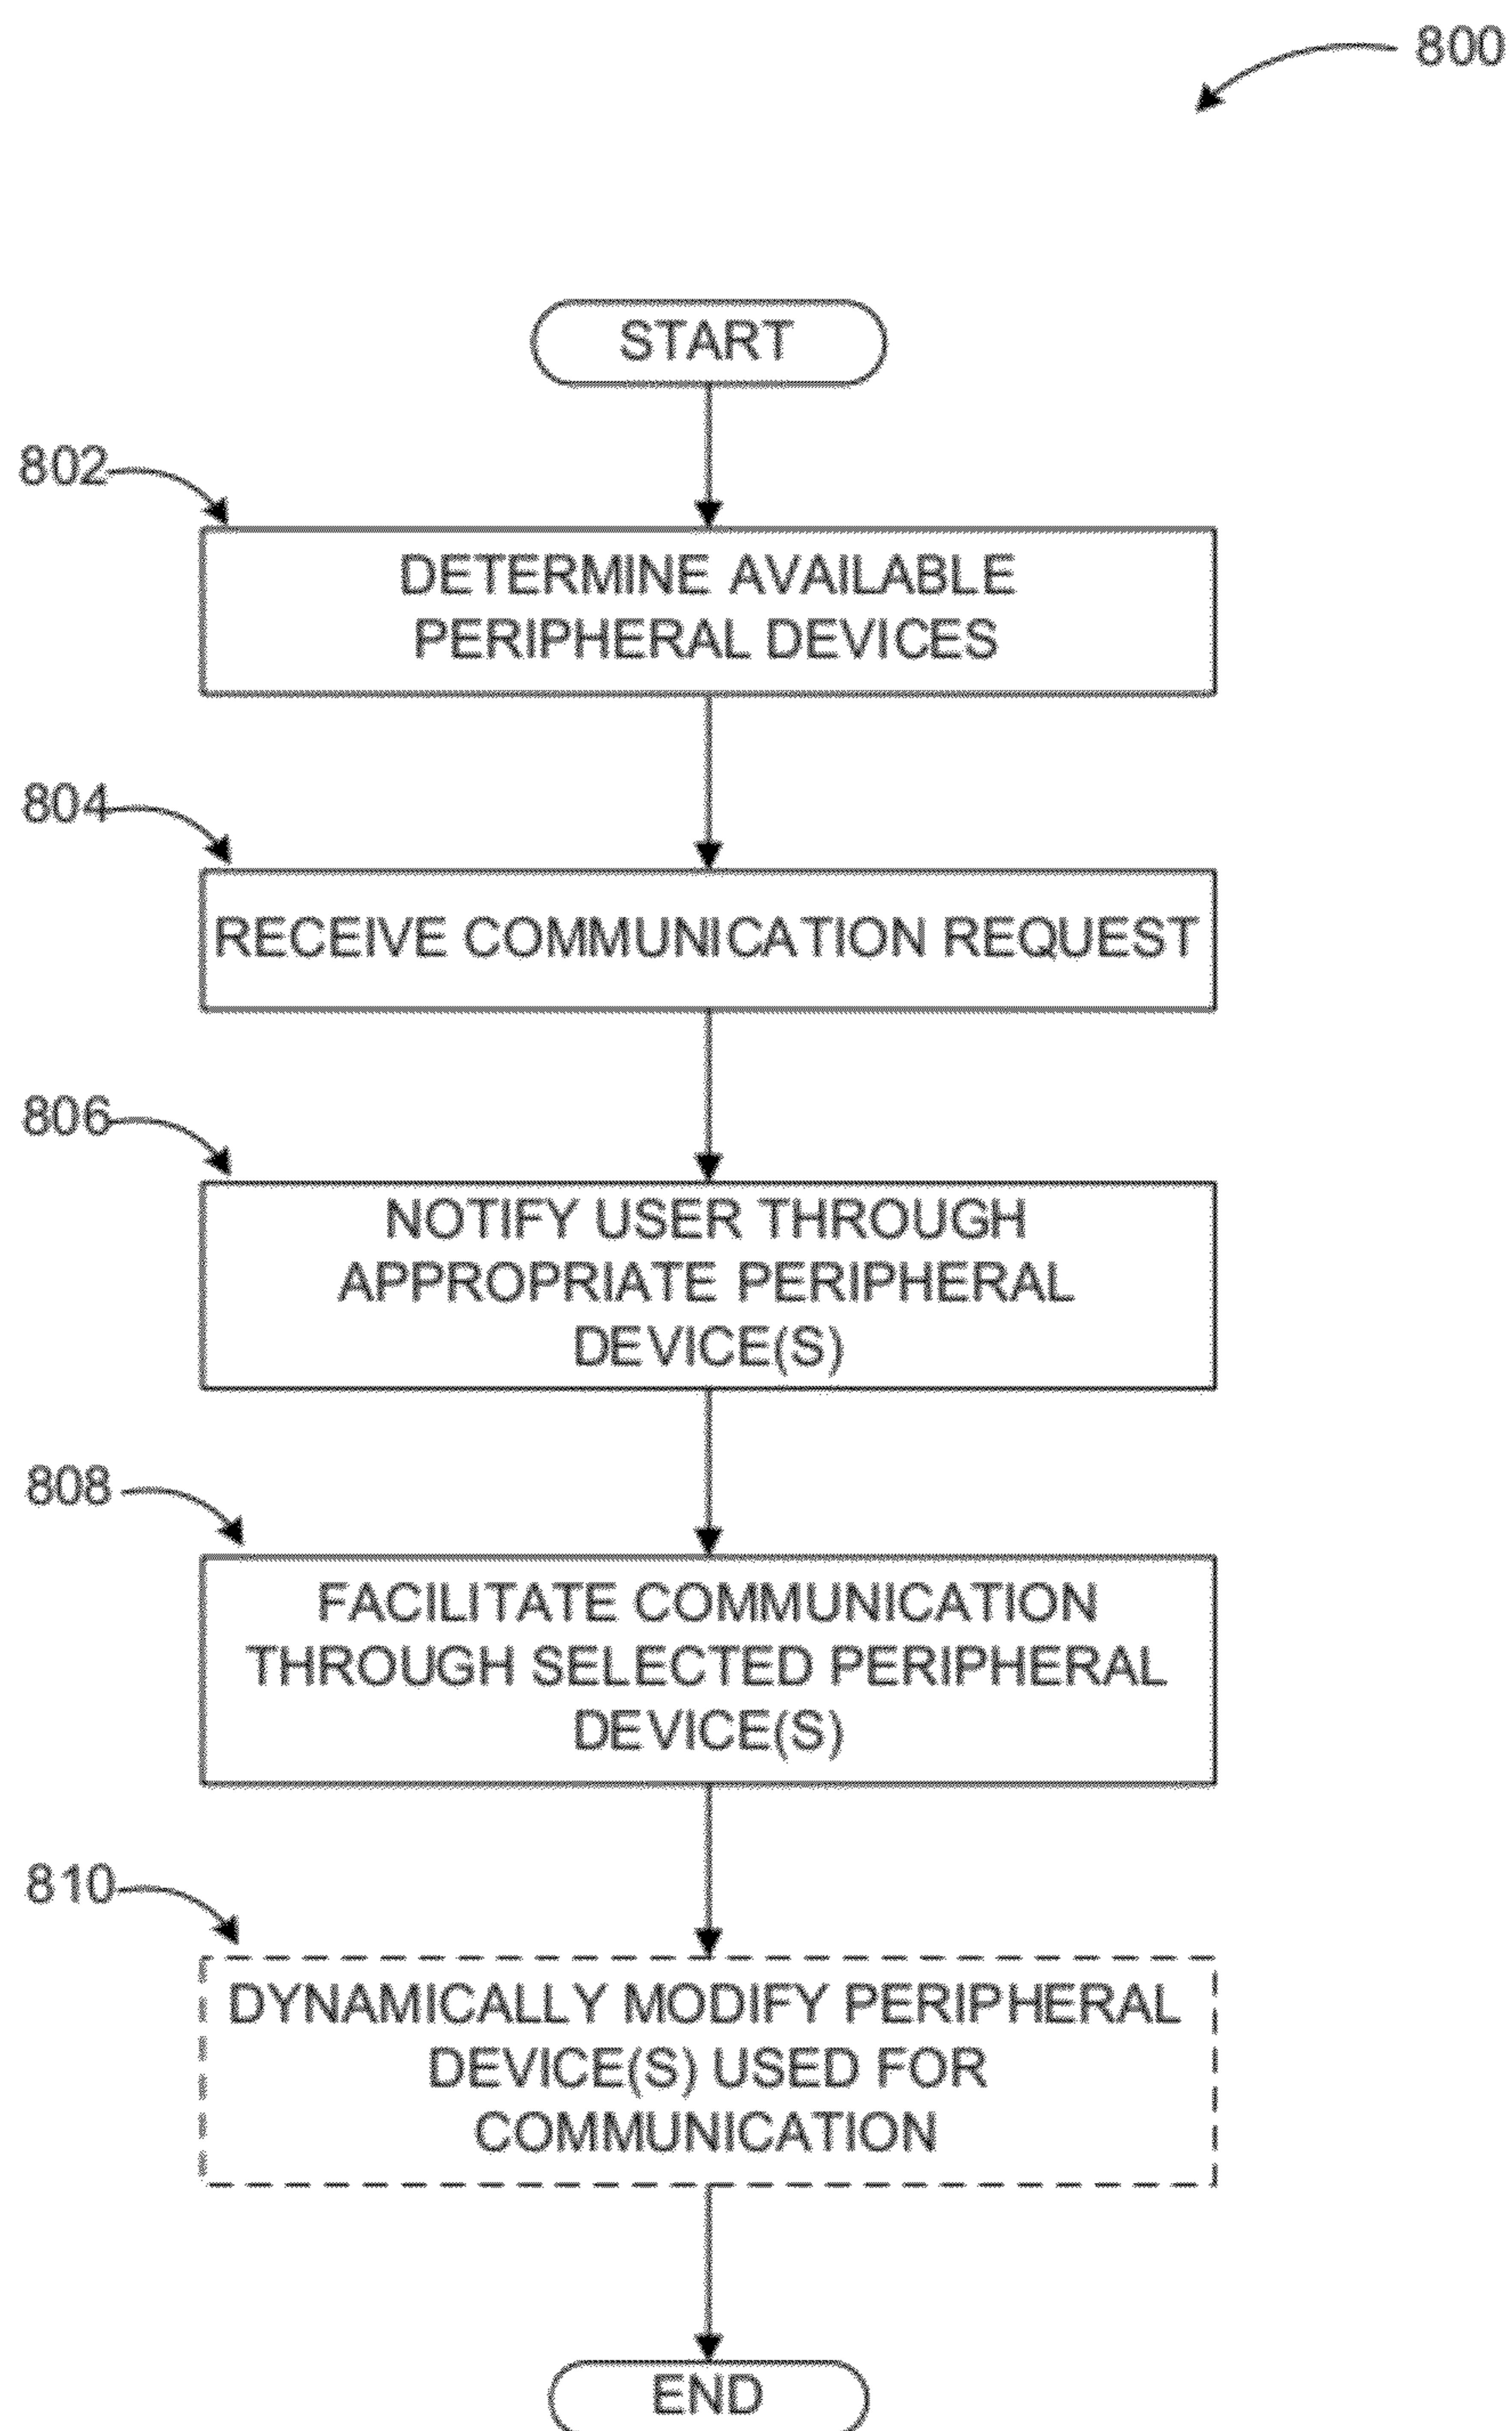 800
START
802
DETERMINE AVAILABLE
PERIPHERAL DEVICES
804
RECEIVE COMMUNICATION REQUEST
806
NOTIFY USER THROUGH
APPROPRIATE PERIPHERAL
DEVICE(S)
808
FACILITATE COMMUNICATION
THROUGH SELECTED PERIPHERAL
DEVICE(S)
810
DYNAMICALLY MODIFY PERIPHERAL
DEVICE(S) USED FOR
COMMUNICATION
END